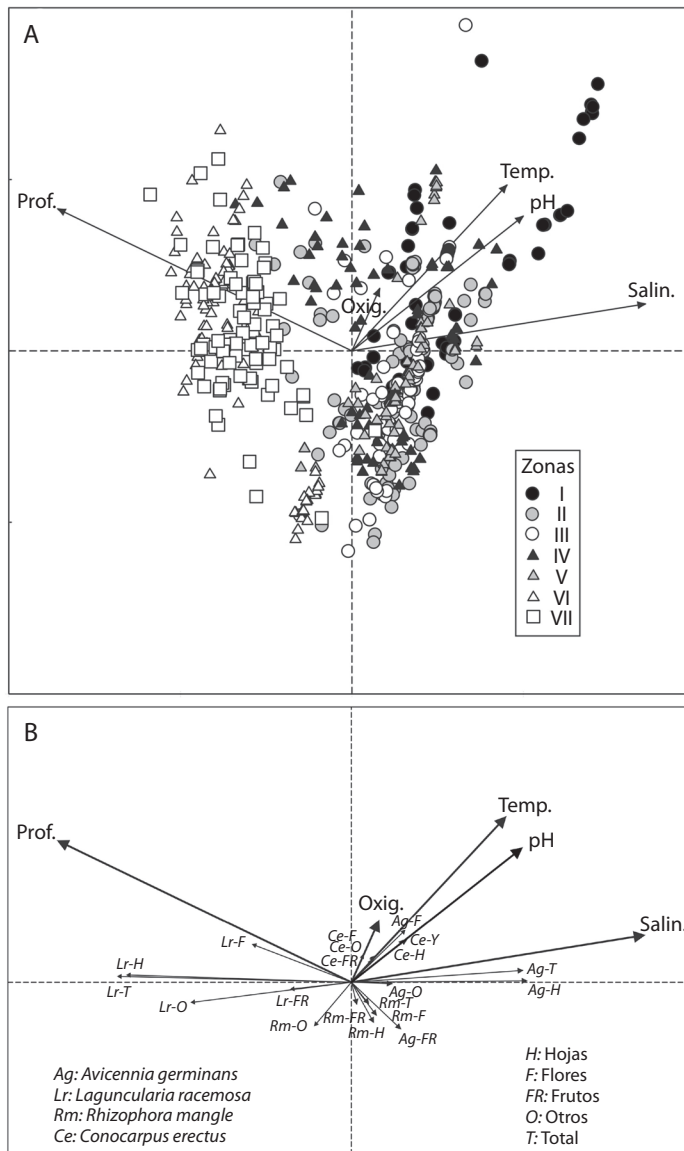 A
Temp.
Prof.
pH
Salin.
Oxig.
Zonas
I
II
III
IV
V
VI
VII
B
Temp.
Prof.
pH
Oxig.
Ag-F
Salin.
Lr-F
Ce-F
Ce-Y
Ce-O
Ce-H
Ce-FR
Lr-H
Ag-T
Lr-T
Ag-H
Ag-O
Lr-FR
Rm-T
Lr-O
Rm-FR
Rm-F
Rm-O
Rm-H
Ag-FR
Ag: Avicennia germinans
Lr: Laguncularia racemosa
Rm: Rhizophora mangle
Ce: Conocarpus erectus
H: Hojas
F: Flores
FR: Frutos
O: Otros
T: Total